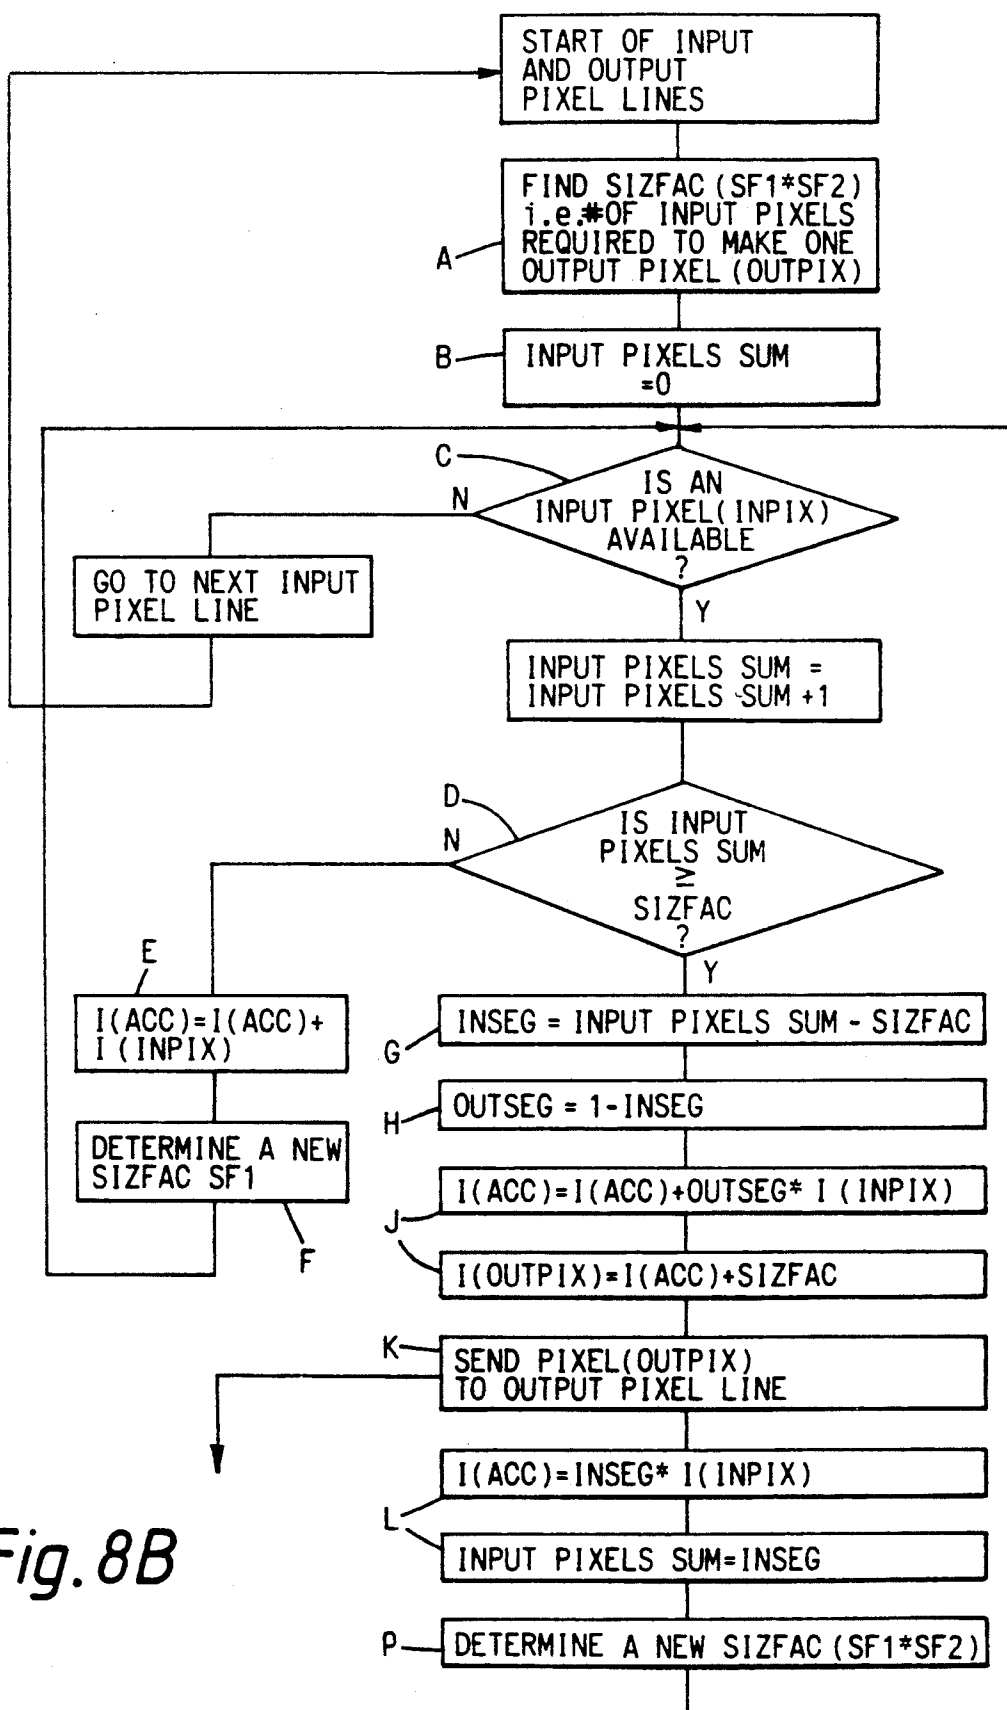 START OF INPUT
AND OUTPUT
PIXEL LINES
FIND SIZFAC (SF1*SF2)
i.e.#OF INPUT PIXELS
REQUIRED TO MAKE ONE
OUTPUT PIXEL (OUTPIX)
A
INPUT PIXELS SUM
=0
B
C
IS AN
INPUT PIXEL(INPIX)
AVAILABLE
?
N
Y
GO TO NEXT INPUT
PIXEL LINE
INPUT PIXELS SUM =
INPUT PIXELS SUM +1
D
IS INPUT
PIXELS SUM
≥
SIZFAC
?
N
Y
E
I(ACC)=I(ACC)+
I (INPIX)
DETERMINE A NEW
SIZFAC SF1
F
INSEG = INPUT PIXELS SUM - SIZFAC
G
OUTSEG = 1-INSEG
H
I(ACC)=I(ACC)+OUTSEG* I (INPIX)
J
I(OUTPIX)=I(ACC)+SIZFAC
K
SEND PIXEL(OUTPIX)
TO OUTPUT PIXEL LINE
I(ACC)=INSEG* I(INPIX)
L
INPUT PIXELS SUM=INSEG
P
DETERMINE A NEW SIZFAC (SF1*SF2)
Fig. 8B